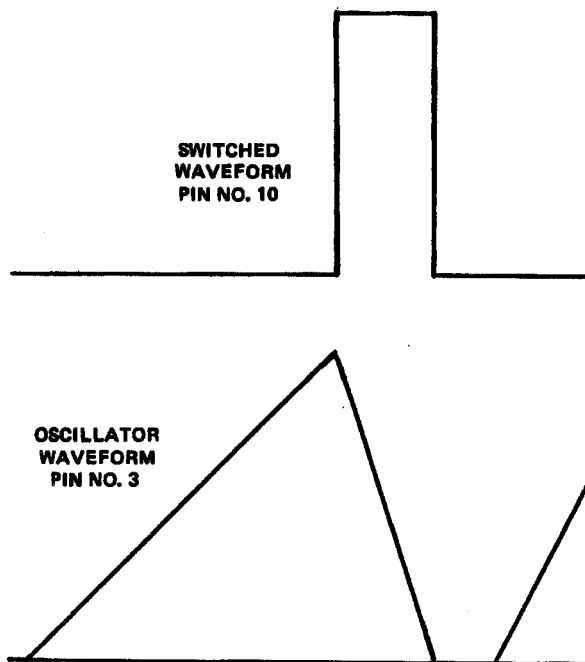 SWITCHED
WAVEFORM
PIN NO. 10
OSCILLATOR
WAVEFORM
PIN NO. 3